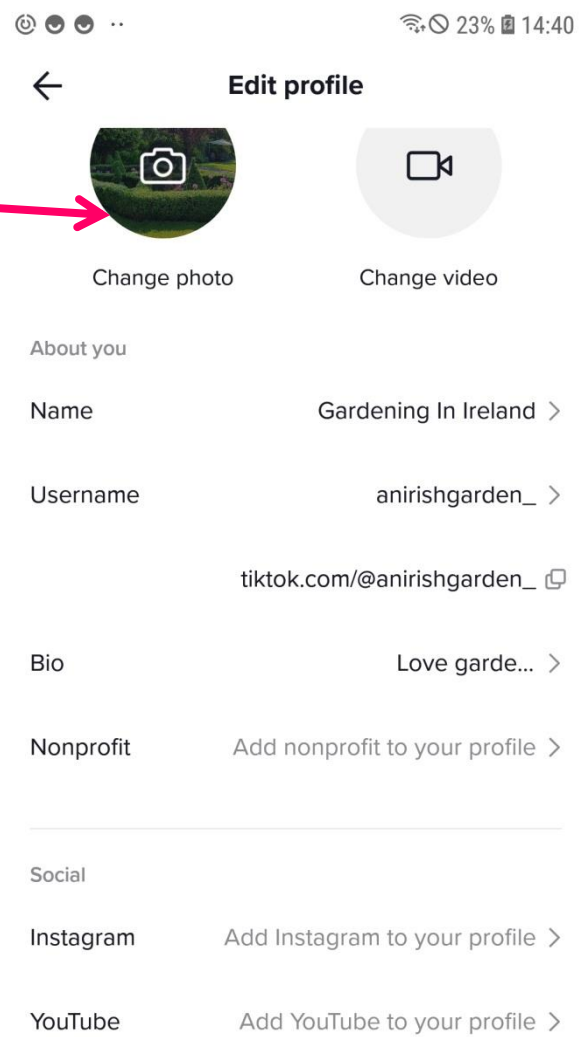 23% 14:40
Edit profile
Change photo Change video
About you
Name Gardening In Ireland
Username anirishgarden_
tiktok.com/@anirishgarden_
Bio Love garde...
Nonprofit Add nonprofit to your profile
Social
Instagram Add Instagram to your profile
YouTube Add YouTube to your profile